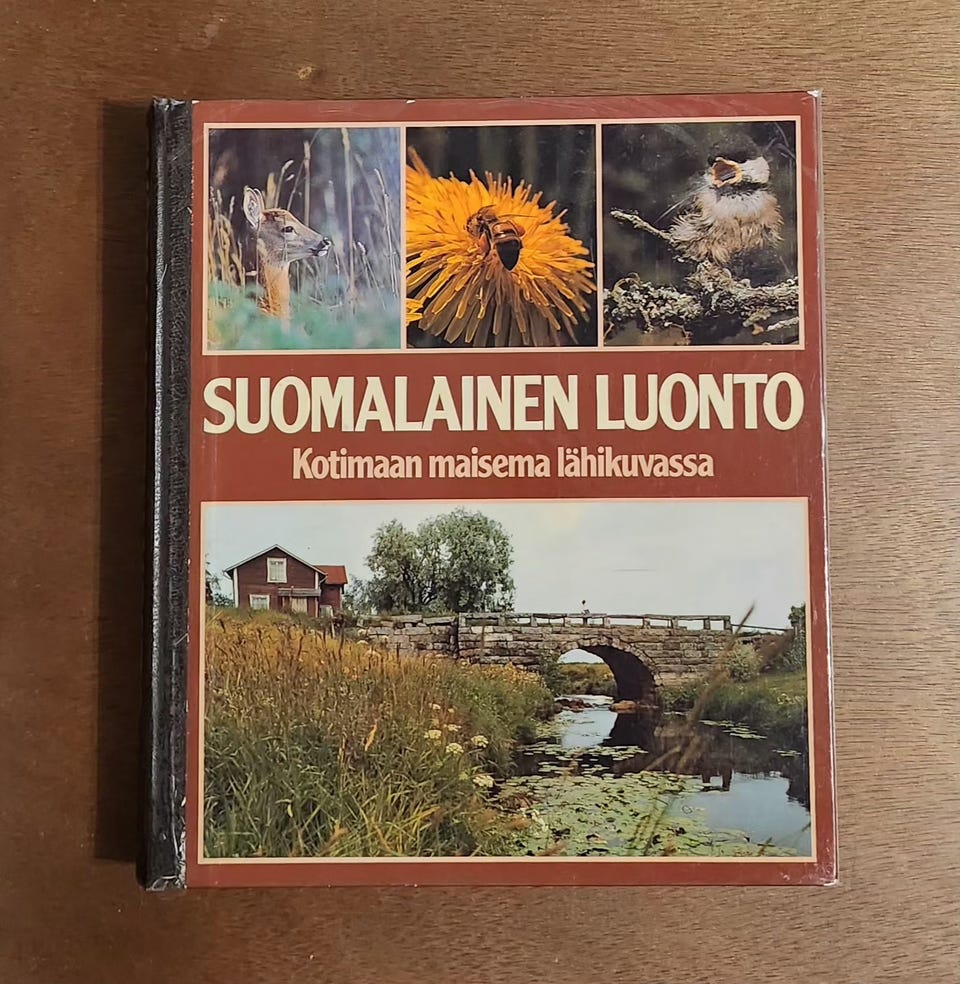 SUOMALAINEN LUONTO
Kotimaan maisema lähikuvassa